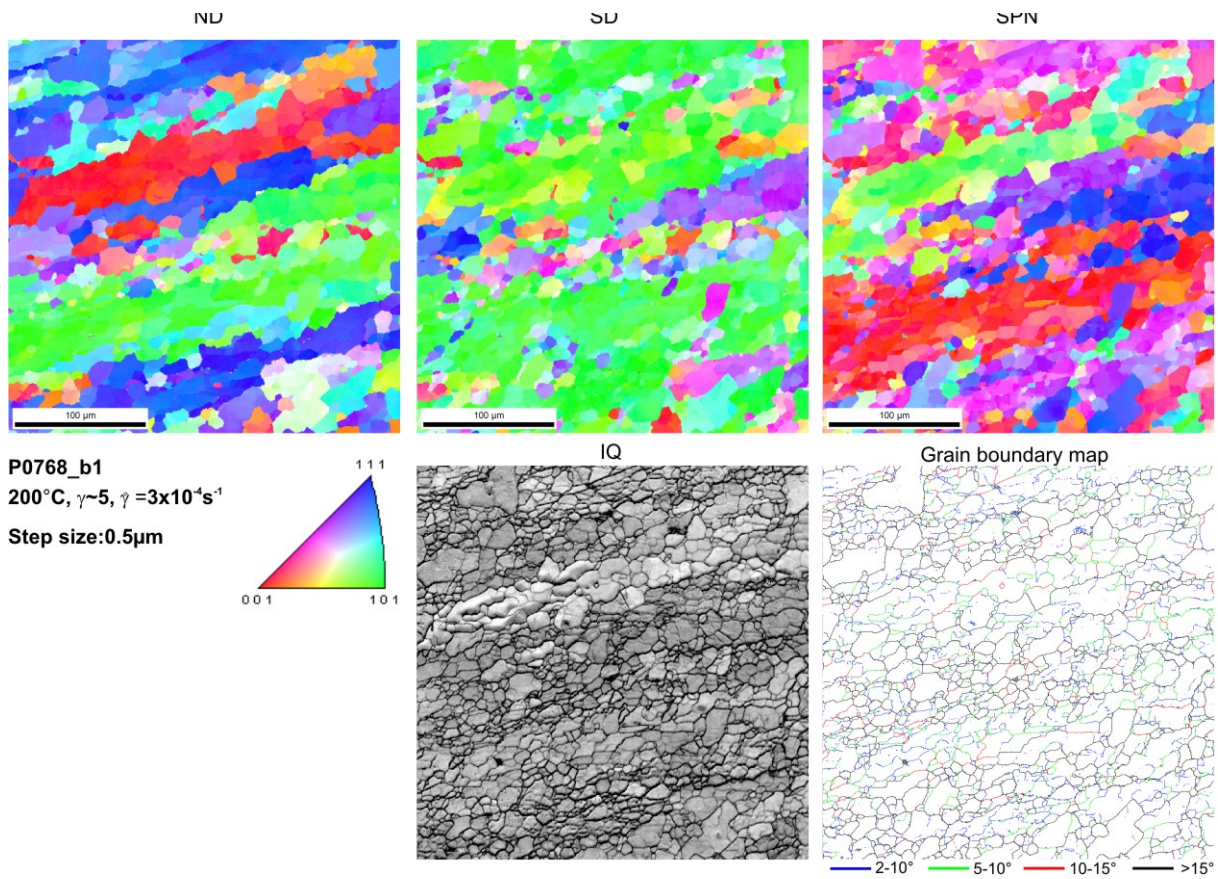 ND SD SPN
100 µm 100 µm 100 µm
IQ Grain boundary map
P0768_b1
200°C, γ~5, γ̇ =3x10⁻⁴s⁻¹
Step size:0.5µm
1 1 1
0 0 1 1 0 1
2-10° 5-10° 10-15° >15°